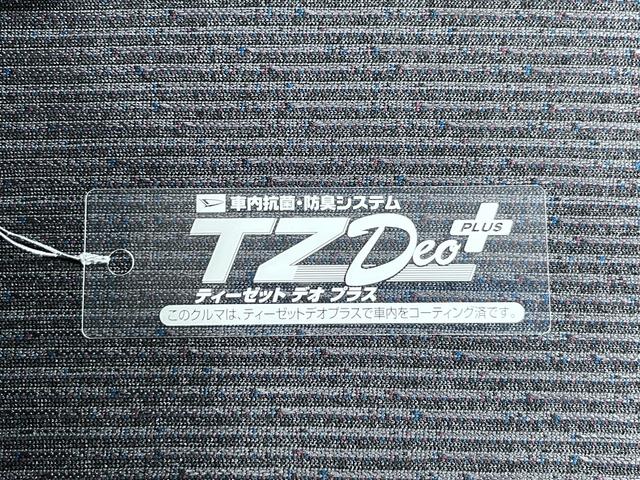 車内抗菌・防臭システム
TZ Deo PLUS
ティーゼット デオ プラス
このクルマは、ティーゼットデオプラスで車内をコーティング済です。